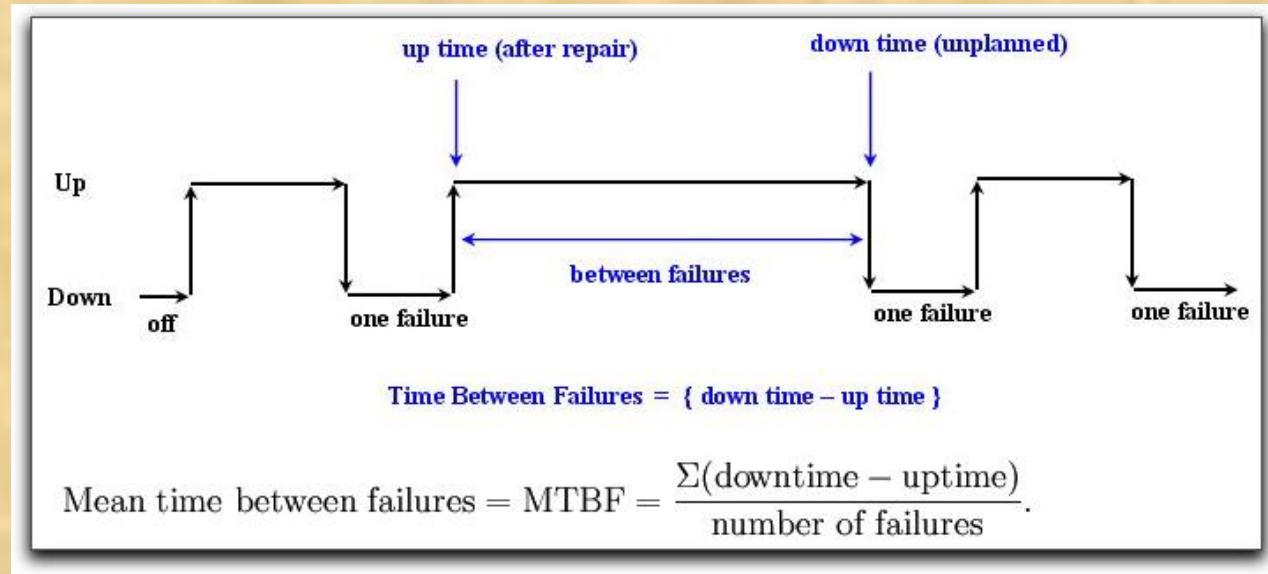 up time (after repair)
down time (unplanned)
Up
between failures
Down
off
one failure
one failure
one failure
Time Between Failures = { down time – up time }
Mean time between failures = MTBF = Σ(downtime − uptime) / number of failures.